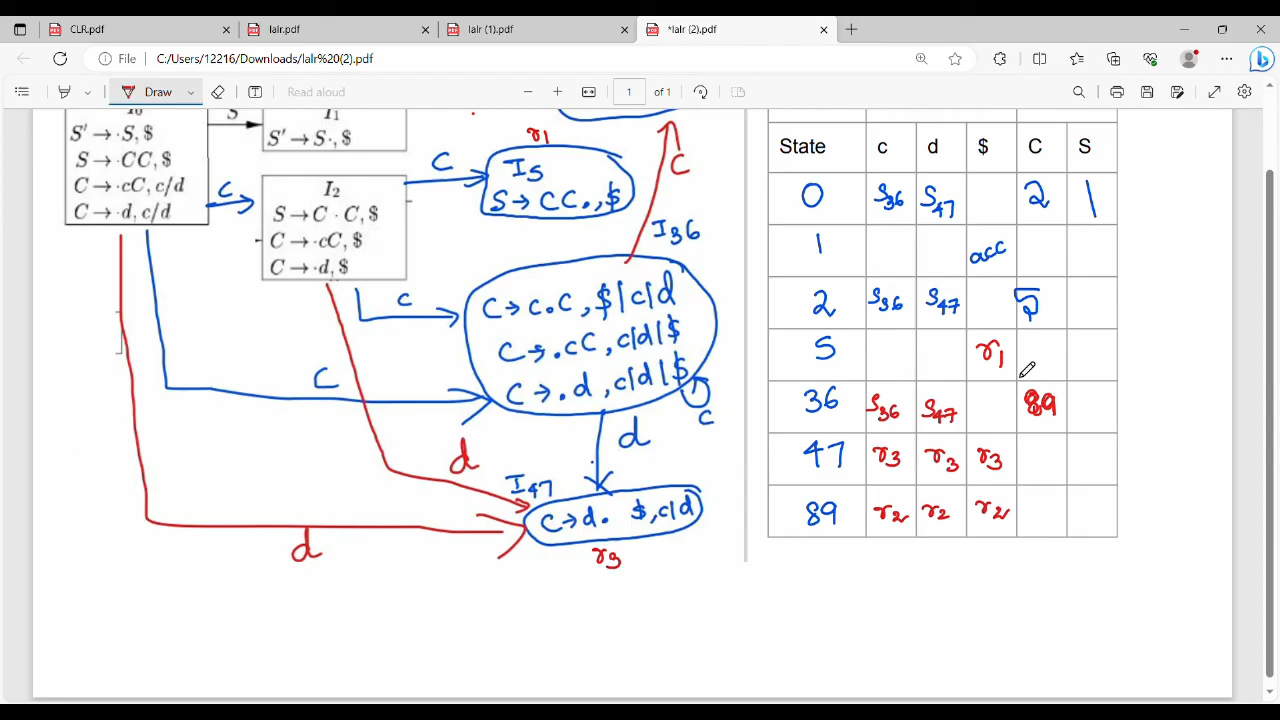 CLR.pdf
lalr.pdf
lalr (1).pdf
*lalr (2).pdf
File
C:/Users/12216/Downloads/lalr%20(2).pdf
Draw
Read aloud
1 of 1
I0
S' → ·S, $
S → ·CC, $
C → ·cC, c/d
C → ·d, c/d
S
I1
S' → S·, $
C
I2
S → C · C, $
C → ·cC, $
C → ·d, $
C
r1
I5
S → CC., $
C
I36
C → c.C, $|c|d
C → .cC, c|d|$
C → .d, c|d|$
c
c
C
d
d
d
I47
C → d. $, c|d
r3
State c d $ C S
0 S36 S47 2 1
1 acc
2 S36 S47 5
5 r1
36 S36 S47 89
47 r3 r3 r3
89 r2 r2 r2